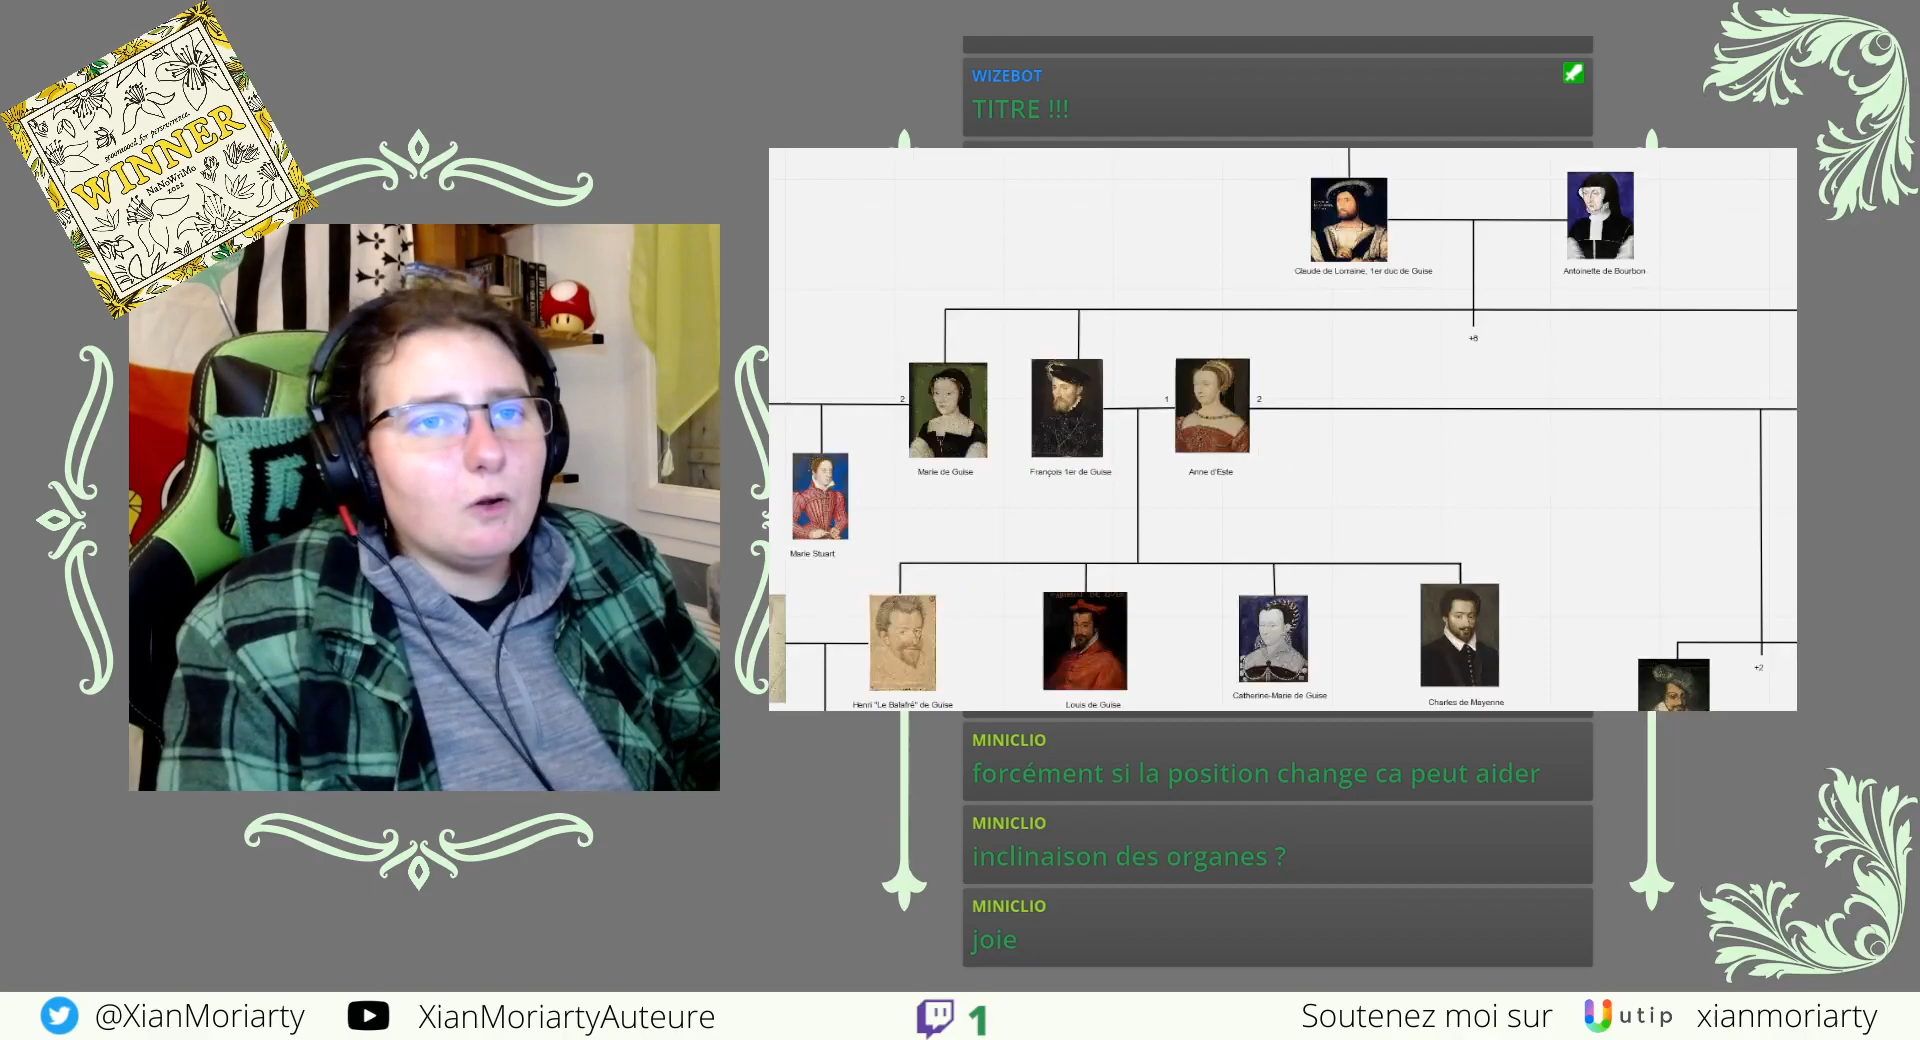 WINNER
NaNoWriMo
2022
WIZEBOT
TITRE !!!
Claude de Lorraine, 1er duc de Guise
Antoinette de Bourbon
+8
2
1
2
Marie de Guise
François 1er de Guise
Anne d'Este
Marie Stuart
+2
Henri "Le Balafré" de Guise
Louis de Guise
Catherine-Marie de Guise
Charles de Mayenne
MINICLIO
forcément si la position change ca peut aider
MINICLIO
inclinaison des organes ?
MINICLIO
joie
@XianMoriarty
XianMoriartyAuteure
1
Soutenez moi sur
utip
xianmoriarty